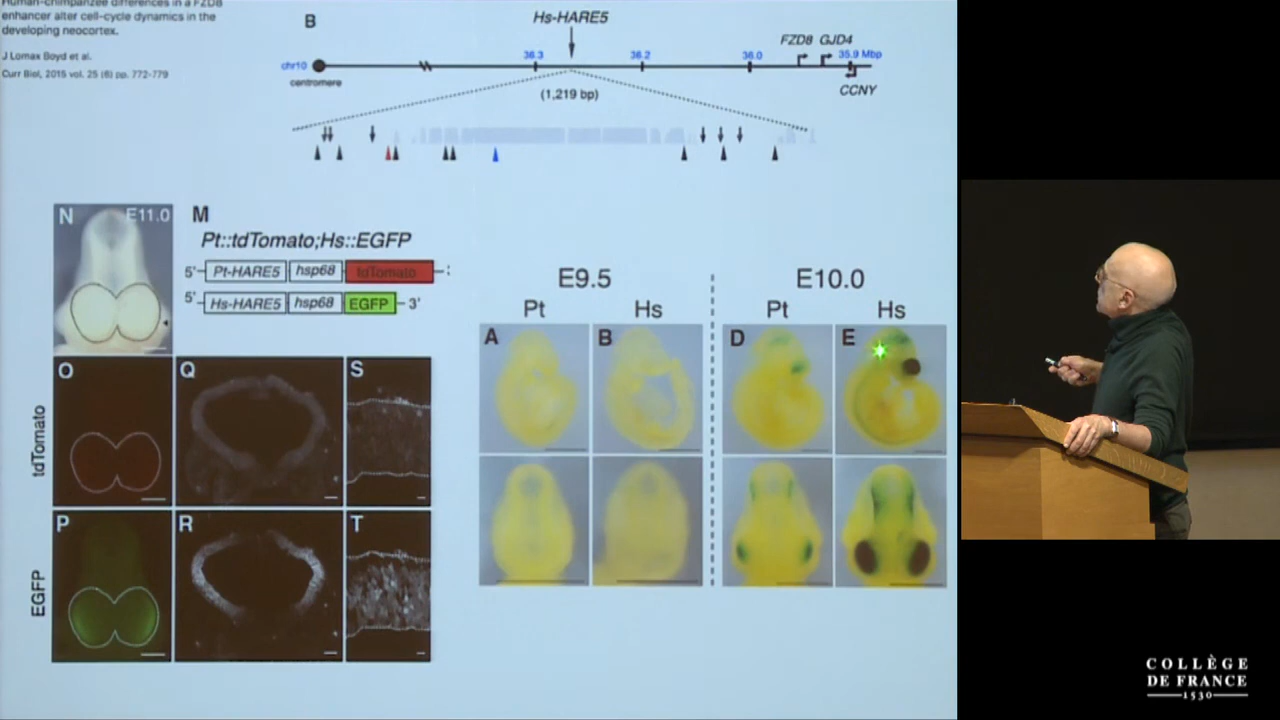 Human-chimpanzee differences in a FZD8
enhancer alter cell-cycle dynamics in the
developing neocortex.
J Lomax Boyd et al.
Curr Biol, 2015 vol. 25 (6) pp. 772-779
B
Hs-HARE5
FZD8 GJD4
chr10
36.3
36.2
36.0
35.9 Mbp
centromere
CCNY
(1,219 bp)
N
E11.0
M
Pt::tdTomato;Hs::EGFP
5'
Pt-HARE5
hsp68
tdTomato
5'
Hs-HARE5
hsp68
EGFP
3'
E9.5
E10.0
Pt
Hs
Pt
Hs
A
B
D
E
tdTomato
O
Q
S
EGFP
P
R
T
COLLÈGE
DE FRANCE
1530